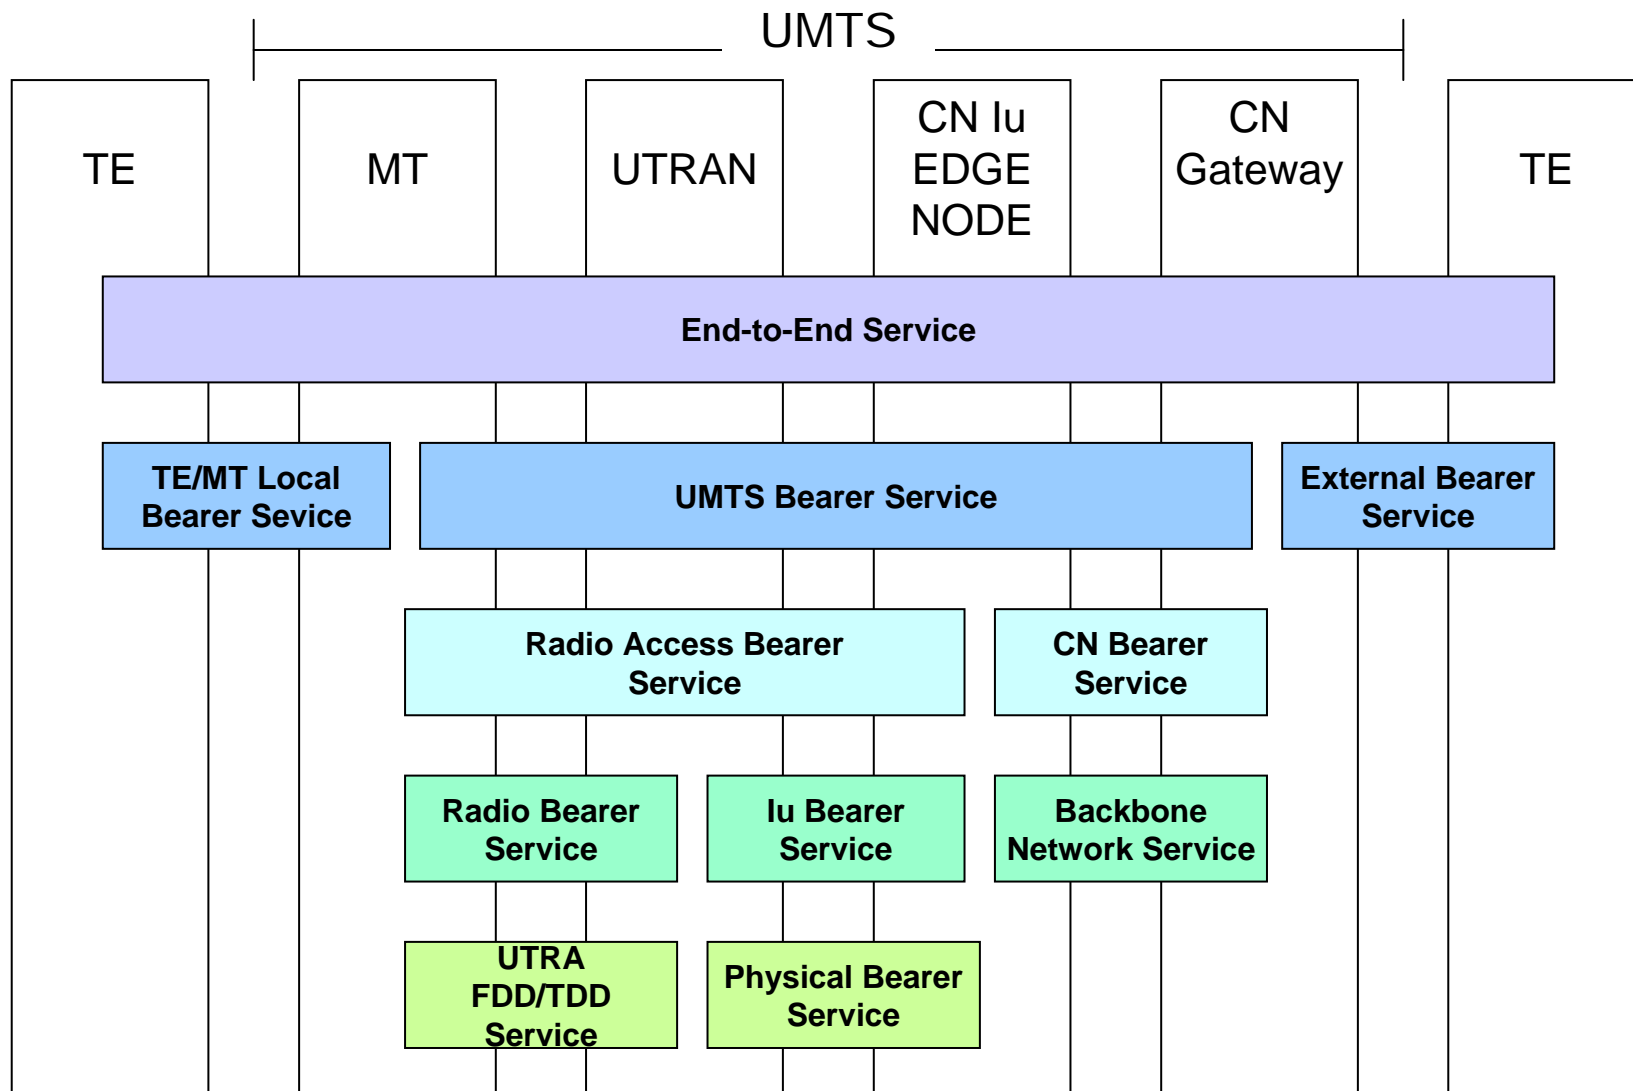 UMTS
TE
MT
UTRAN
CN Iu
EDGE
NODE
CN
Gateway
TE
End-to-End Service
TE/MT Local
Bearer Sevice
UMTS Bearer Service
External Bearer
Service
Radio Access Bearer
Service
CN Bearer
Service
Radio Bearer
Service
Iu Bearer
Service
Backbone
Network Service
UTRA
FDD/TDD
Service
Physical Bearer
Service